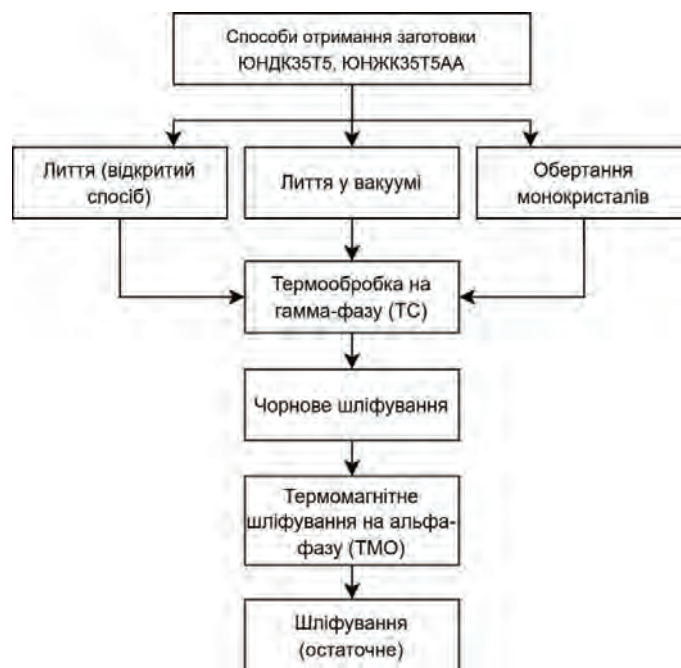 Способи отримання заготовки
ЮНДК35Т5, ЮНЖК35Т5АА
Лиття (відкритий
спосіб)
Лиття у вакуумі
Обертання
монокристалів
Термообробка на
гамма-фазу (ТС)
Чорнове шліфування
Термомагнітне
шліфування на альфа-
фазу (ТМО)
Шліфування
(остаточне)